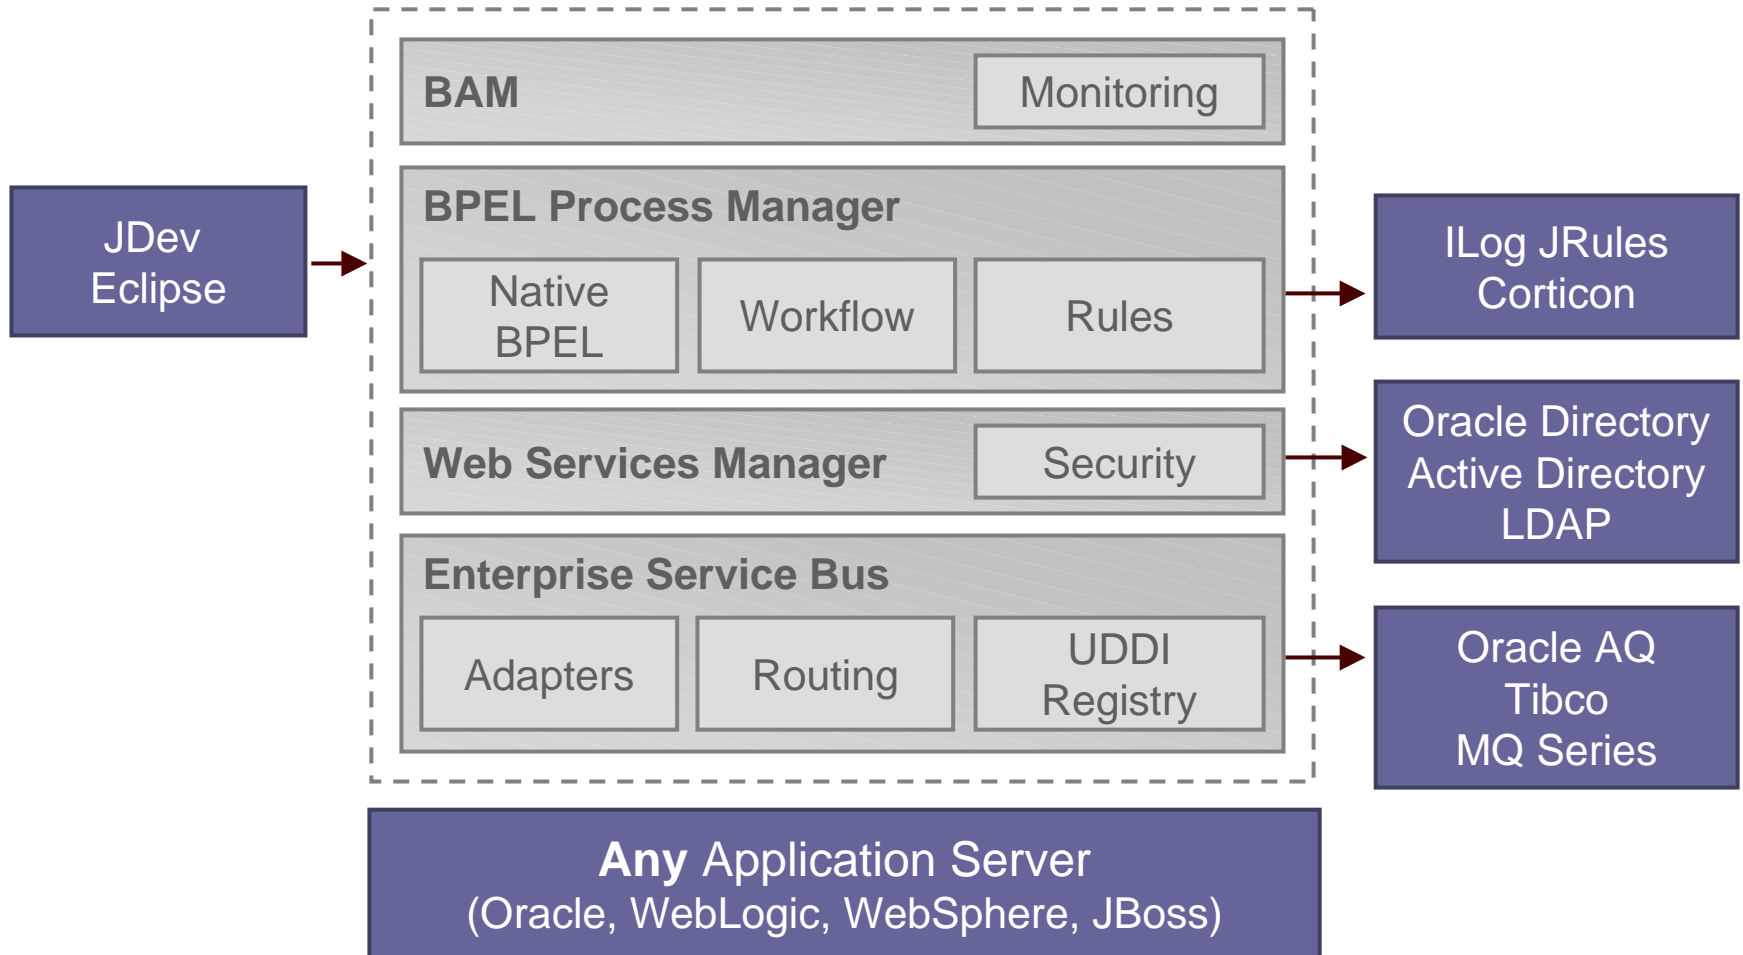 BAM
Monitoring
JDev
Eclipse
BPEL Process Manager
Native
BPEL
Workflow
Rules
ILog JRules
Corticon
Web Services Manager
Security
Oracle Directory
Active Directory
LDAP
Enterprise Service Bus
Adapters
Routing
UDDI
Registry
Oracle AQ
Tibco
MQ Series
Any Application Server
(Oracle, WebLogic, WebSphere, JBoss)